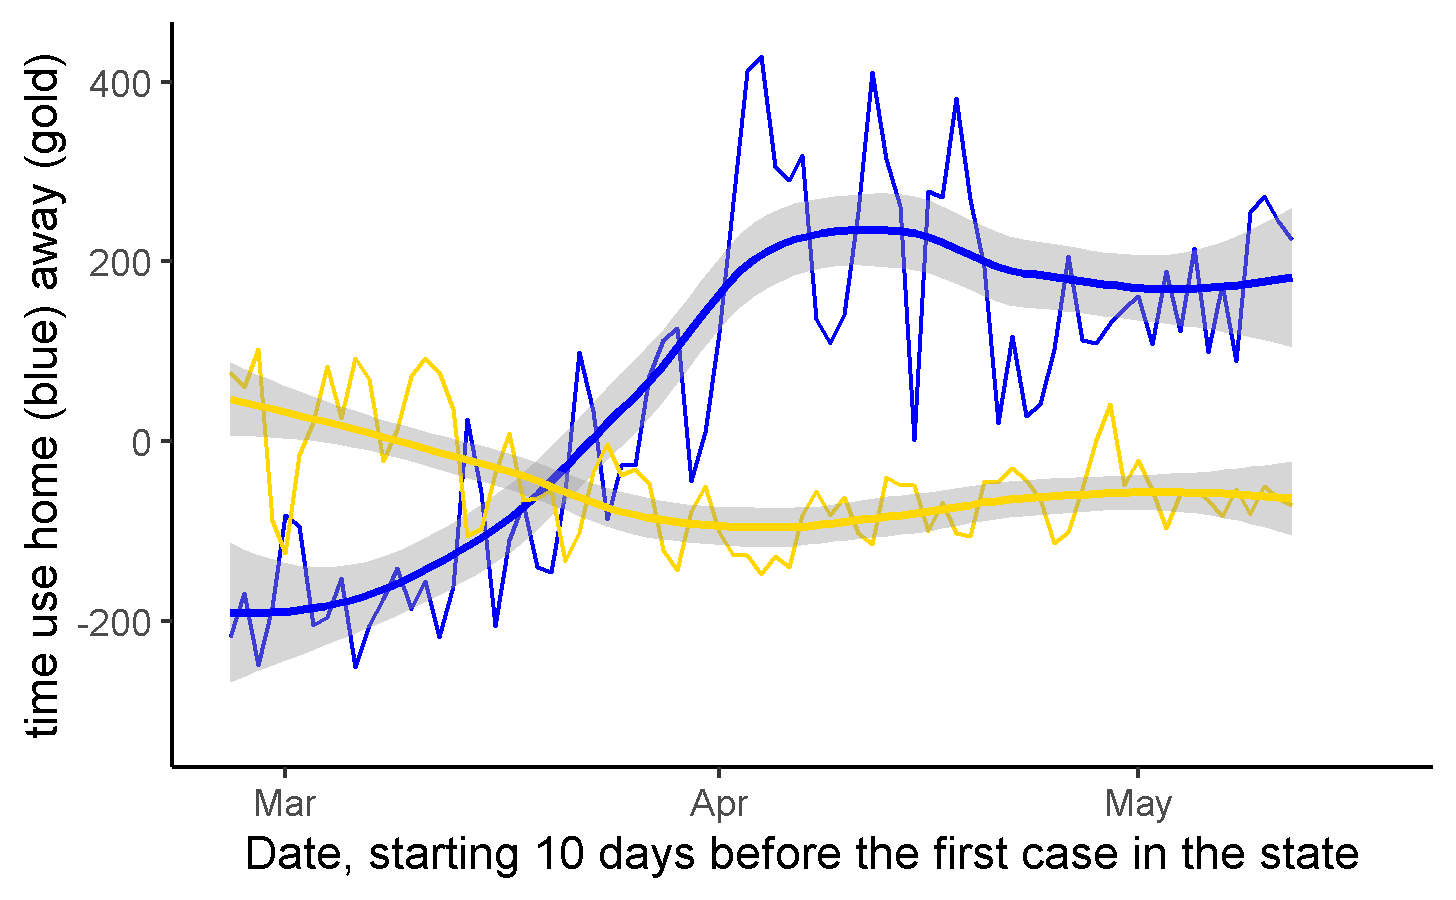 time use home (blue) away (gold)
400
200
0
-200
Mar Apr May
Date, starting 10 days before the first case in the state